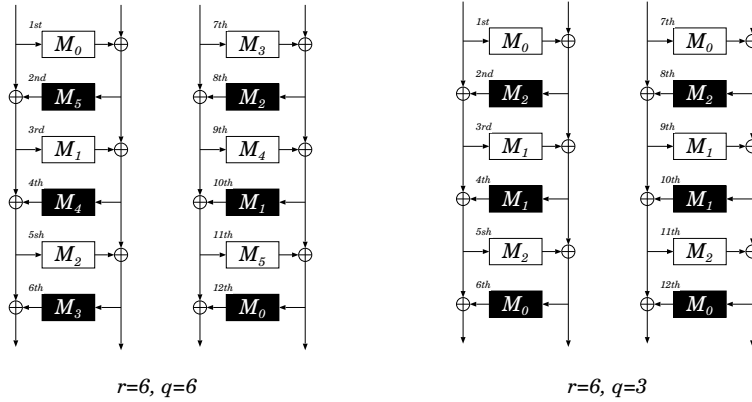 1st M₀
2nd M₅
3rd M₁
4th M₄
5sh M₂
6th M₃
7th M₃
8th M₂
9th M₄
10th M₁
11th M₅
12th M₀
r=6, q=6
1st M₀
2nd M₂
3rd M₁
4th M₁
5sh M₂
6th M₀
7th M₀
8th M₂
9th M₁
10th M₁
11th M₂
12th M₀
r=6, q=3